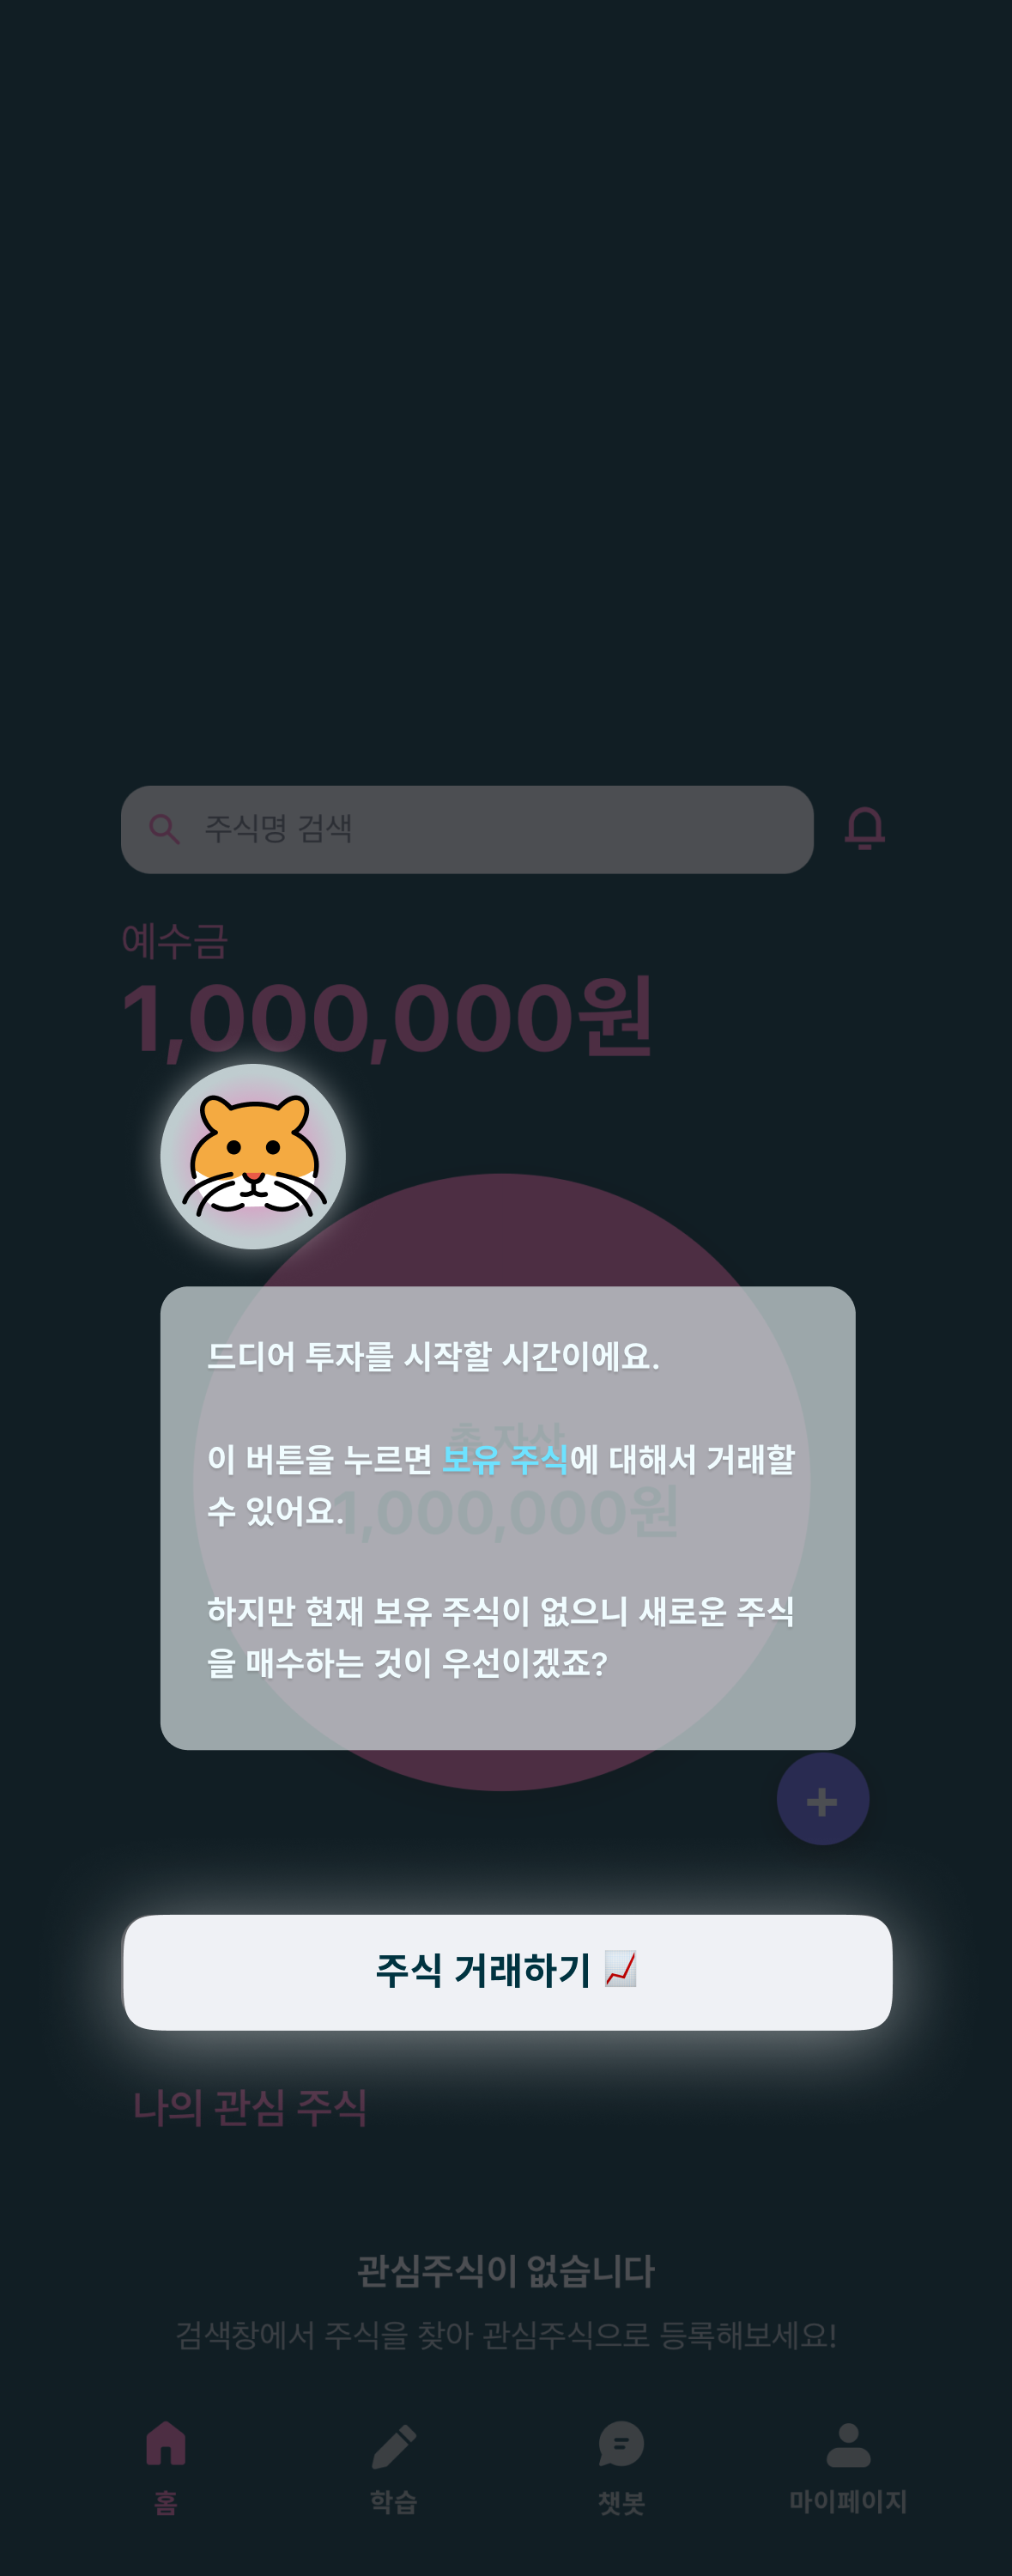 주식명 검색
예수금
1,000,000원
드디어 투자를 시작할 시간이에요.
총 자산
이 버튼을 누르면 보유 주식에 대해서 거래할
수 있어요.
1,000,000원
하지만 현재 보유 주식이 없으니 새로운 주식
을 매수하는 것이 우선이겠죠?
+
주식 거래하기 📈
나의 관심 주식
관심주식이 없습니다
검색창에서 주식을 찾아 관심주식으로 등록해보세요!
홈
학습
챗봇
마이페이지